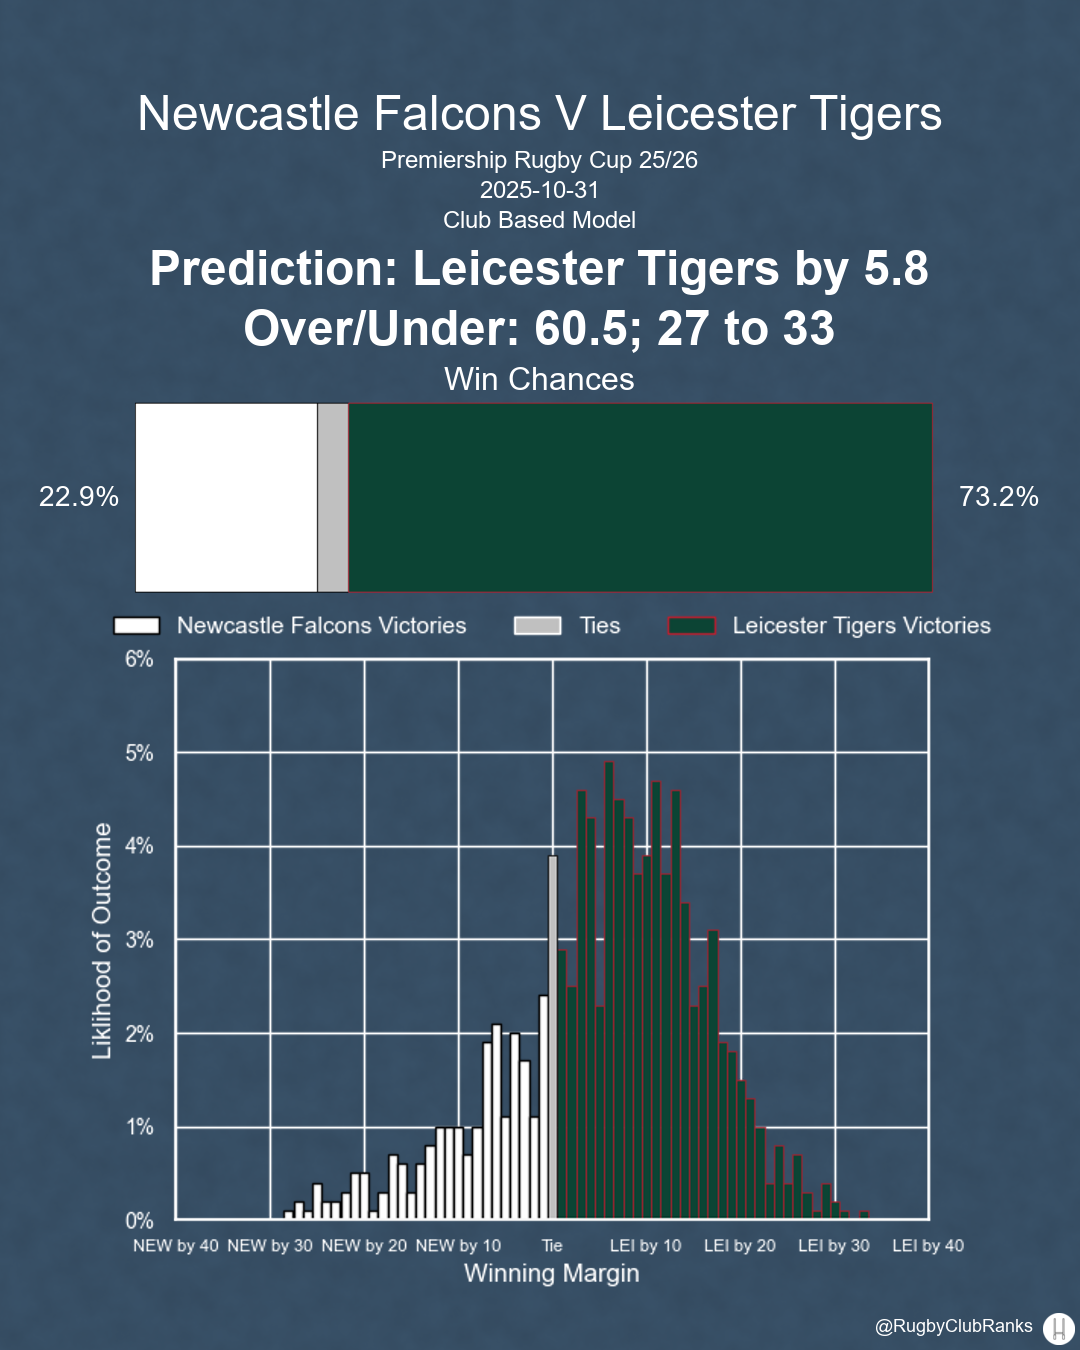 Newcastle Falcons V Leicester Tigers
Premiership Rugby Cup 25/26
2025-10-31
Club Based Model
Prediction: Leicester Tigers by 5.8
Over/Under: 60.5; 27 to 33
Win Chances
22.9%
73.2%
Newcastle Falcons Victories
Ties
Leicester Tigers Victories
6%
5%
4%
3%
2%
1%
0%
Liklihood of Outcome
NEW by 40 NEW by 30 NEW by 20 NEW by 10 Tie LEI by 10 LEI by 20 LEI by 30 LEI by 40
Winning Margin
@RugbyClubRanks